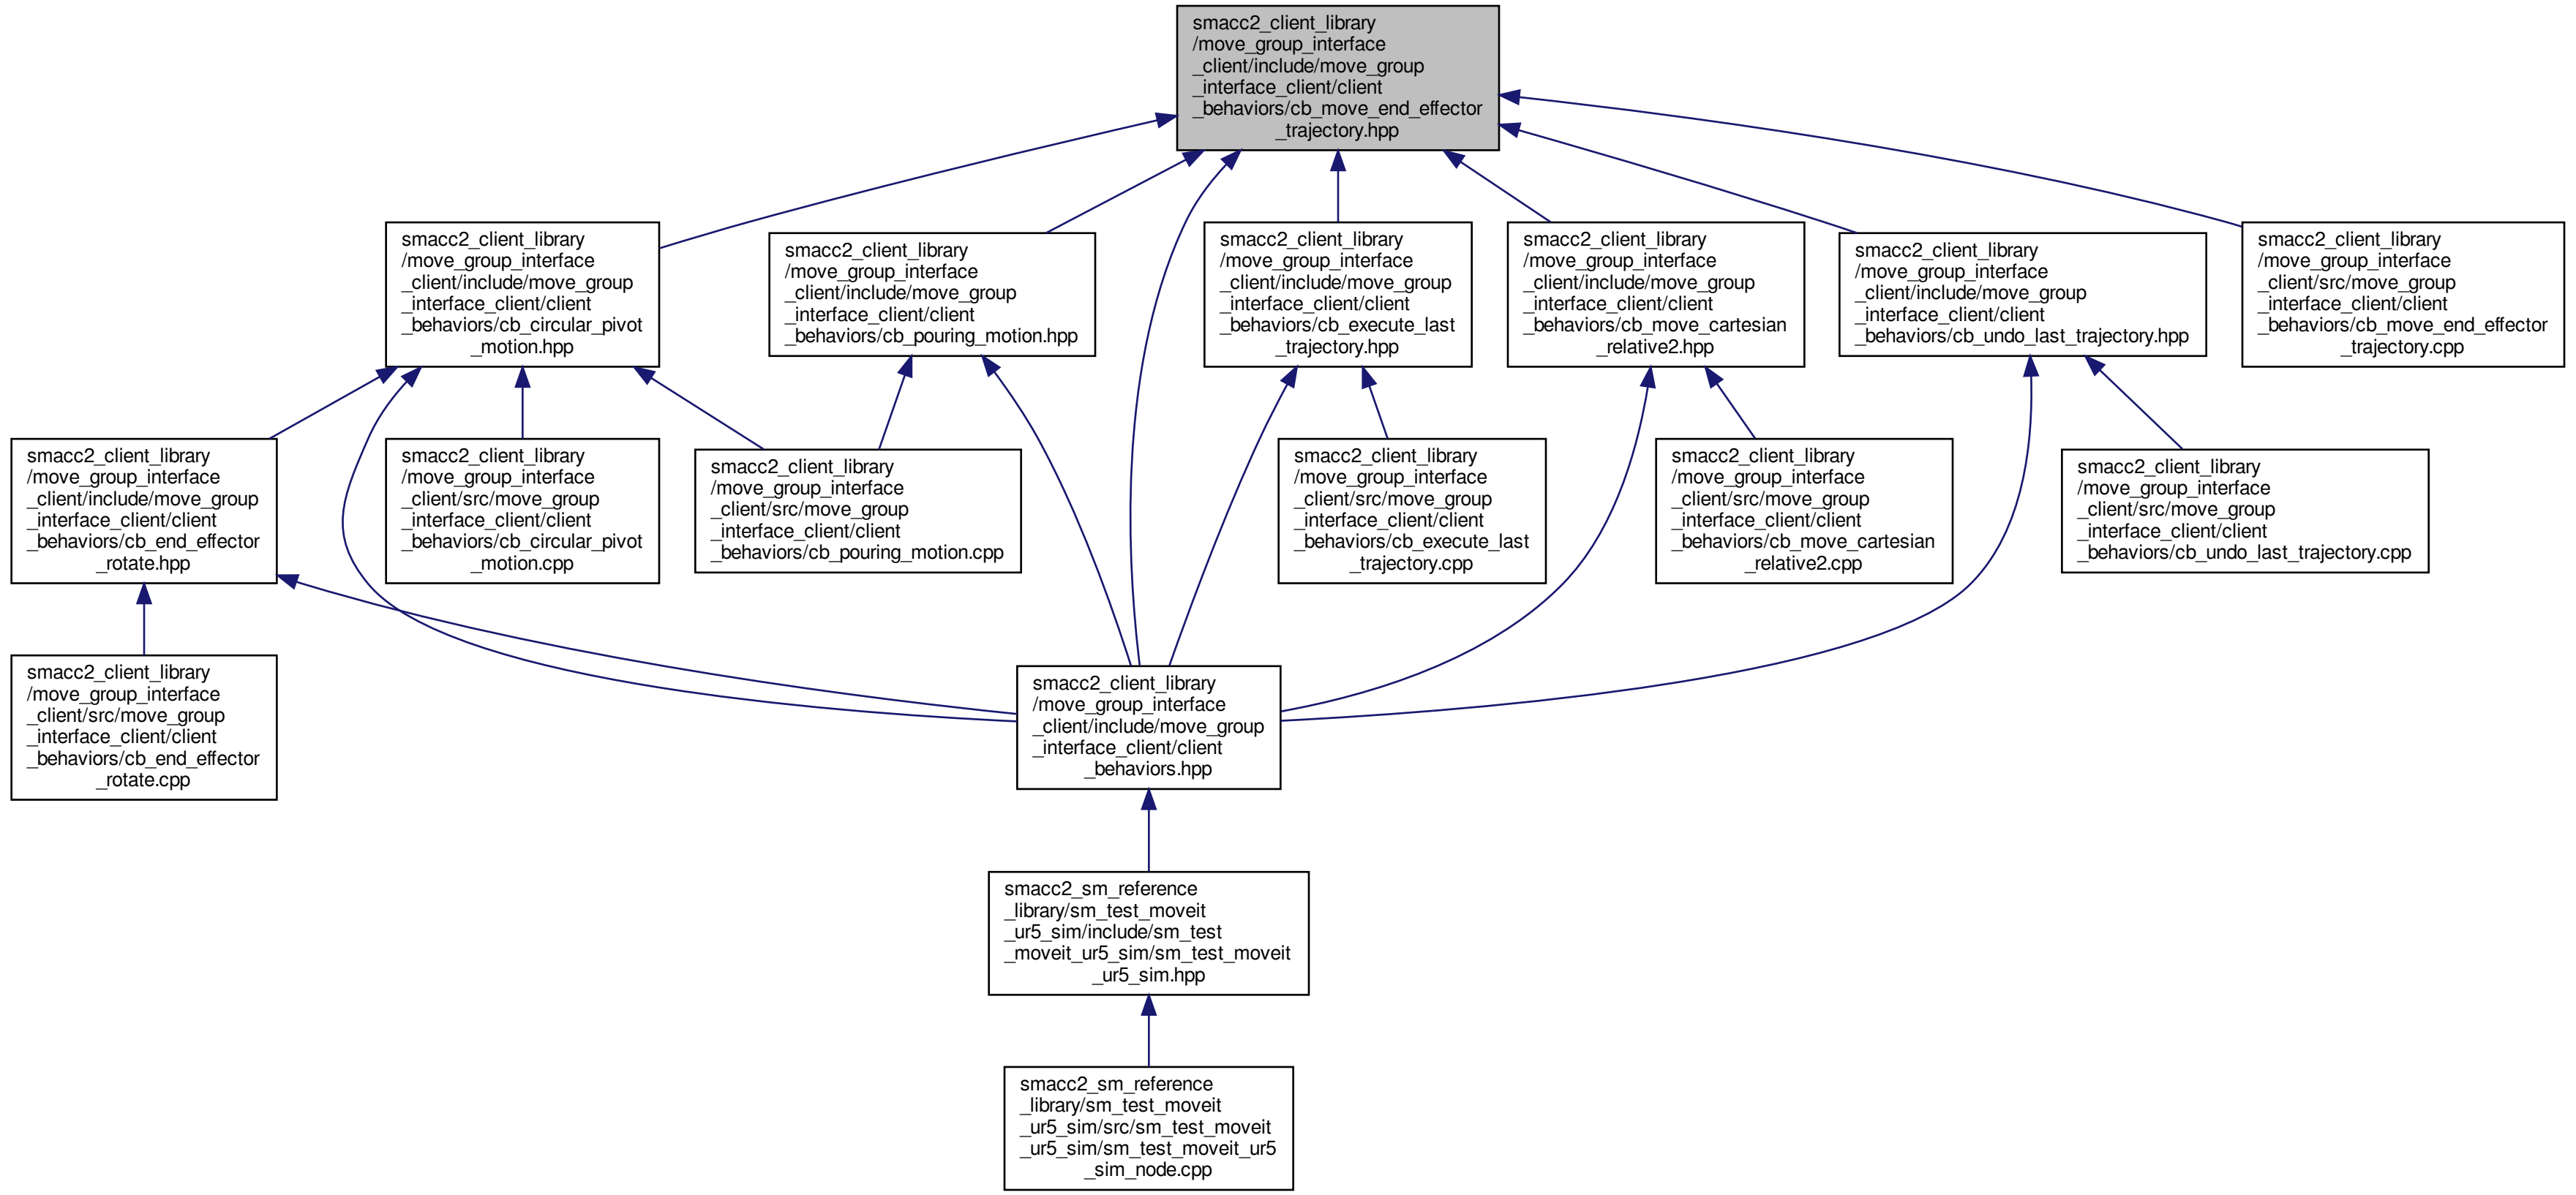 smacc2_client_library
/move_group_interface
_client/include/move_group
_interface_client/client
_behaviors/cb_move_end_effector
_trajectory.hpp
smacc2_client_library
/move_group_interface
_client/include/move_group
_interface_client/client
_behaviors/cb_circular_pivot
_motion.hpp
smacc2_client_library
/move_group_interface
_client/include/move_group
_interface_client/client
_behaviors/cb_pouring_motion.hpp
smacc2_client_library
/move_group_interface
_client/include/move_group
_interface_client/client
_behaviors/cb_execute_last
_trajectory.hpp
smacc2_client_library
/move_group_interface
_client/include/move_group
_interface_client/client
_behaviors/cb_move_cartesian
_relative2.hpp
smacc2_client_library
/move_group_interface
_client/include/move_group
_interface_client/client
_behaviors/cb_undo_last_trajectory.hpp
smacc2_client_library
/move_group_interface
_client/src/move_group
_interface_client/client
_behaviors/cb_move_end_effector
_trajectory.cpp
smacc2_client_library
/move_group_interface
_client/include/move_group
_interface_client/client
_behaviors/cb_end_effector
_rotate.hpp
smacc2_client_library
/move_group_interface
_client/src/move_group
_interface_client/client
_behaviors/cb_circular_pivot
_motion.cpp
smacc2_client_library
/move_group_interface
_client/src/move_group
_interface_client/client
_behaviors/cb_pouring_motion.cpp
smacc2_client_library
/move_group_interface
_client/src/move_group
_interface_client/client
_behaviors/cb_execute_last
_trajectory.cpp
smacc2_client_library
/move_group_interface
_client/src/move_group
_interface_client/client
_behaviors/cb_move_cartesian
_relative2.cpp
smacc2_client_library
/move_group_interface
_client/src/move_group
_interface_client/client
_behaviors/cb_undo_last_trajectory.cpp
smacc2_client_library
/move_group_interface
_client/src/move_group
_interface_client/client
_behaviors/cb_end_effector
_rotate.cpp
smacc2_client_library
/move_group_interface
_client/include/move_group
_interface_client/client
_behaviors.hpp
smacc2_sm_reference
_library/sm_test_moveit
_ur5_sim/include/sm_test
_moveit_ur5_sim/sm_test_moveit
_ur5_sim.hpp
smacc2_sm_reference
_library/sm_test_moveit
_ur5_sim/src/sm_test_moveit
_ur5_sim/sm_test_moveit_ur5
_sim_node.cpp